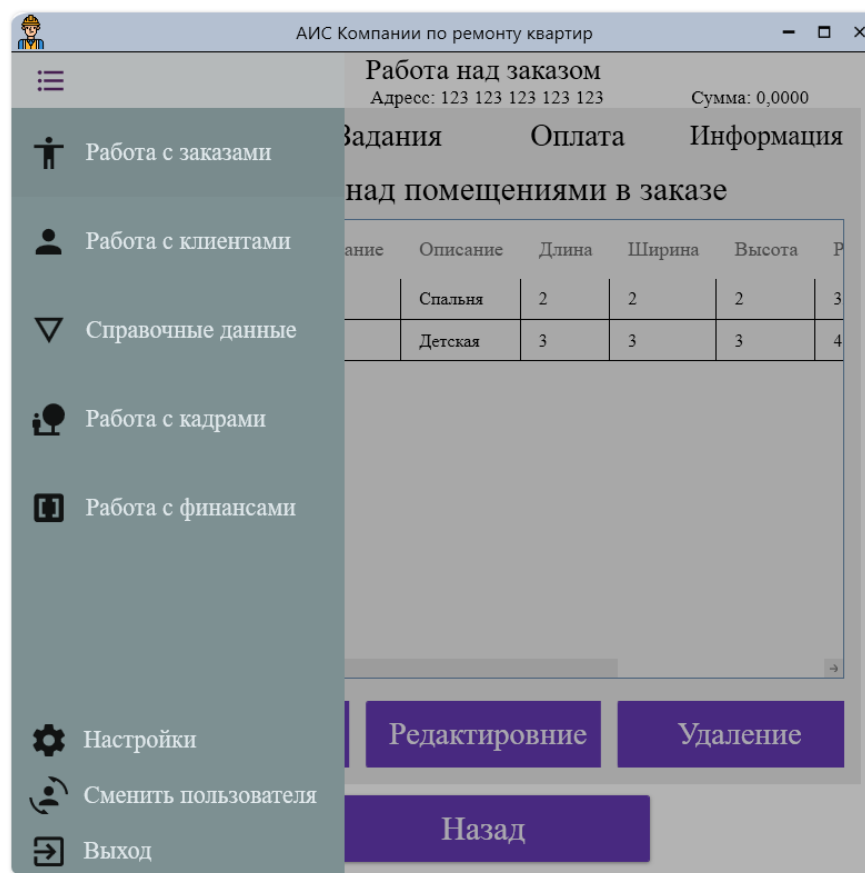 АИС Компании по ремонту квартир
Работа над заказом
Адресс: 123 123 123 123 123 Сумма: 0,0000
Задания Оплата Информация
над помещениями в заказе
ание Описание Длина Ширина Высота Р
Спальня 2 2 2 3
Детская 3 3 3 4
Работа с заказами
Работа с клиентами
Справочные данные
Работа с кадрами
Работа с финансами
Настройки
Сменить пользователя
Выход
Редактировние Удаление
Назад